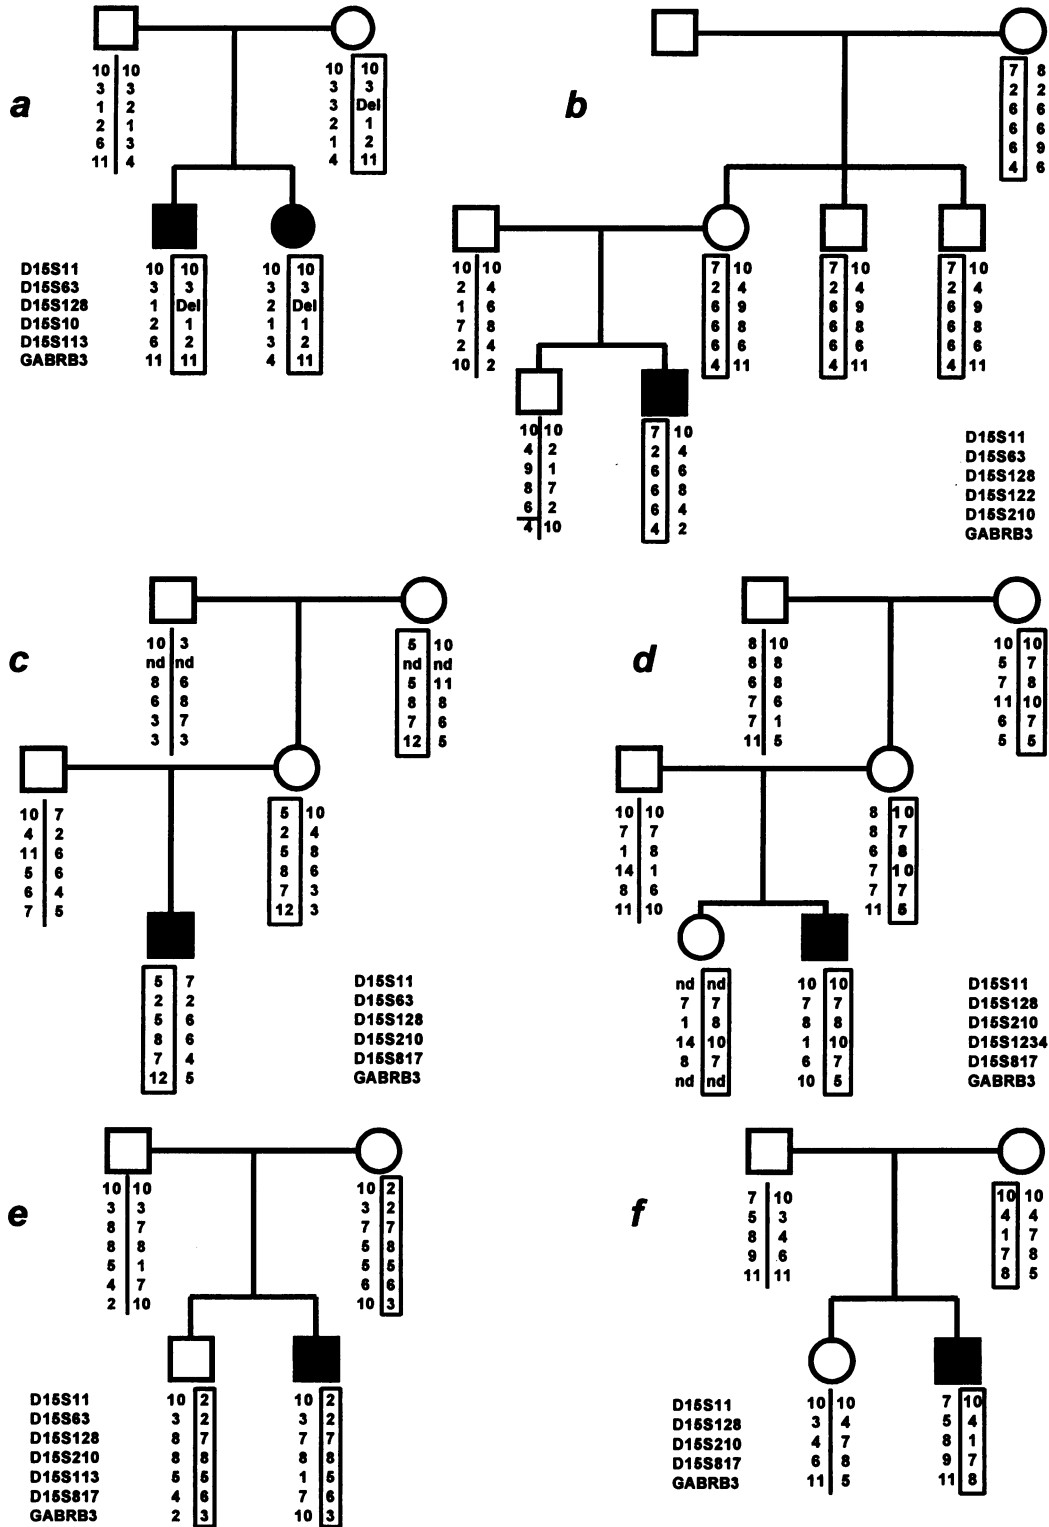 a
10 10 10 10
3 3 3 3
1 2 3 Del
2 1 2 1
6 3 1 2
11 4 4 11
D15S11 10 10 10 10
D15S63 3 3 3 3
D15S128 1 Del 2 Del
D15S10 2 1 1 1
D15S113 6 2 3 2
GABRB3 11 11 4 11
b
7 8
2 2
6 6
6 6
6 9
4 6
10 10 7 10 7 10 7 10
2 4 2 4 2 4 2 4
1 6 6 9 6 9 6 9
7 8 6 8 6 8 6 8
2 4 6 6 6 6 6 6
10 2 4 11 4 11 4 11
10 10 7 10 D15S11
4 2 2 4 D15S63
9 1 6 6 D15S128
8 7 6 8 D15S122
6 2 6 4 D15S210
4 10 4 2 GABRB3
c
10 3 5 10
nd nd nd nd
8 6 5 11
6 8 8 8
3 7 7 6
3 3 12 5
10 7 5 10
4 2 2 4
11 6 5 8
5 6 8 6
6 4 7 3
7 5 12 3
5 7 D15S11
2 2 D15S63
5 6 D15S128
8 6 D15S210
7 4 D15S817
12 5 GABRB3
d
8 10 10 10
8 8 5 7
6 8 7 8
7 6 11 10
7 1 6 7
11 5 5 5
10 10 8 10
7 7 8 7
1 8 6 8
14 1 7 10
8 6 7 7
11 10 11 5
nd nd 10 10 D15S11
7 7 7 7 D15S128
1 8 8 8 D15S210
14 10 1 10 D15S1234
8 7 6 7 D15S817
nd nd 10 5 GABRB3
e
10 10 10 2
3 3 3 2
8 7 7 7
8 8 5 8
5 1 5 5
4 7 6 6
2 10 10 3
D15S11 10 2 10 2
D15S63 3 2 3 2
D15S128 8 7 7 7
D15S210 8 8 8 8
D15S113 5 5 1 5
D15S817 4 6 7 6
GABRB3 2 3 10 3
f
7 10 10 10
5 3 4 4
8 4 1 7
9 6 7 8
11 11 8 5
D15S11 10 10 7 10
D15S128 3 4 5 4
D15S210 4 7 8 1
D15S817 6 8 9 7
GABRB3 11 5 11 8